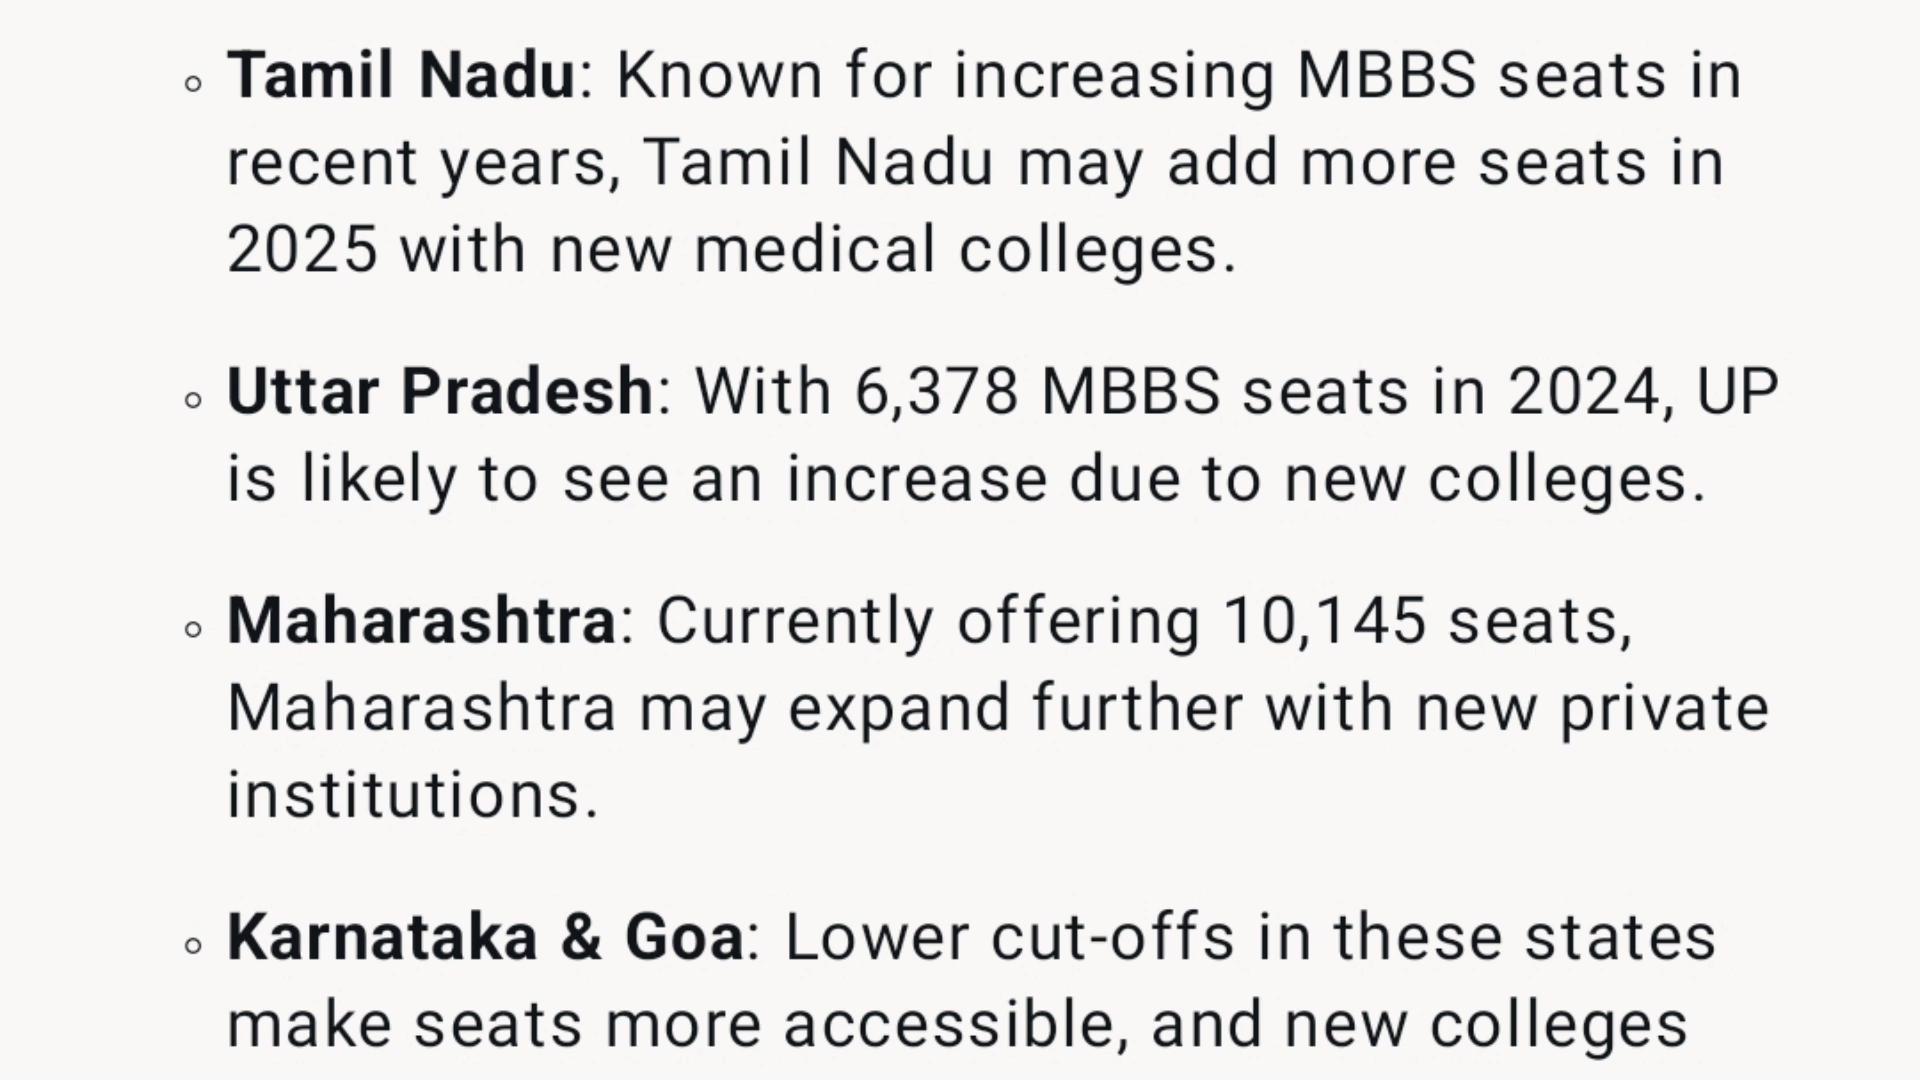 ◦ Tamil Nadu: Known for increasing MBBS seats in
recent years, Tamil Nadu may add more seats in
2025 with new medical colleges.
◦ Uttar Pradesh: With 6,378 MBBS seats in 2024, UP
is likely to see an increase due to new colleges.
◦ Maharashtra: Currently offering 10,145 seats,
Maharashtra may expand further with new private
institutions.
◦ Karnataka & Goa: Lower cut-offs in these states
make seats more accessible, and new colleges